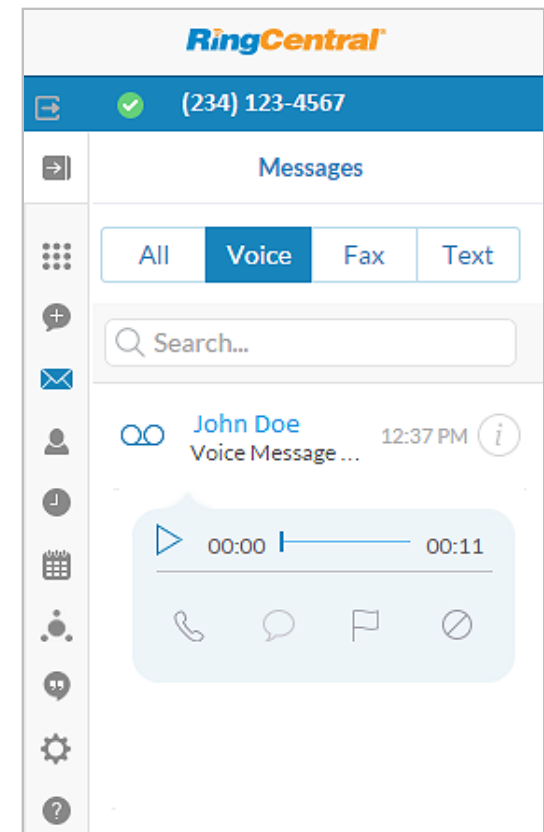 RingCentral®
(234) 123-4567
Messages
All Voice Fax Text
Search...
John Doe
12:37 PM
Voice Message ...
00:00 00:11